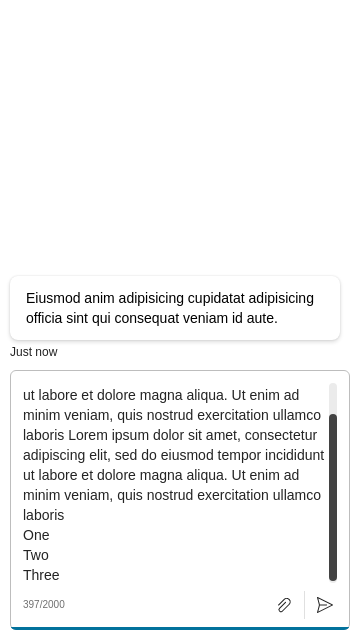 Eiusmod anim adipisicing cupidatat adipisicing
officia sint qui consequat veniam id aute.
Just now
ut labore et dolore magna aliqua. Ut enim ad
minim veniam, quis nostrud exercitation ullamco
laboris Lorem ipsum dolor sit amet, consectetur
adipiscing elit, sed do eiusmod tempor incididunt
ut labore et dolore magna aliqua. Ut enim ad
minim veniam, quis nostrud exercitation ullamco
laboris
One
Two
Three
397/2000